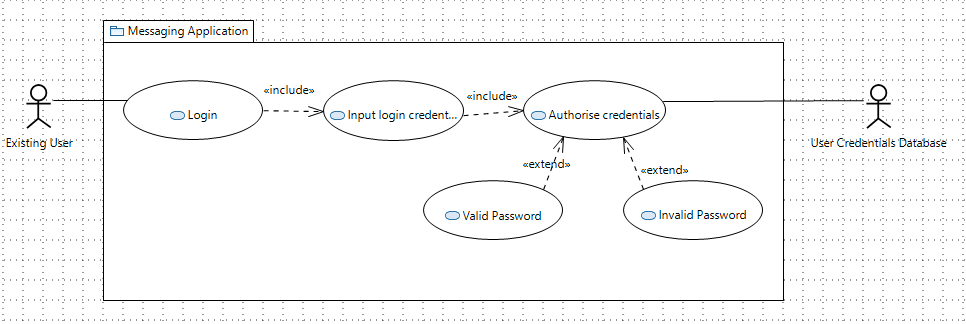 Messaging Application
«include»
«include»
Login
Input login credent...
Authorise credentials
Existing User
User Credentials Database
«extend»
«extend»
Valid Password
Invalid Password